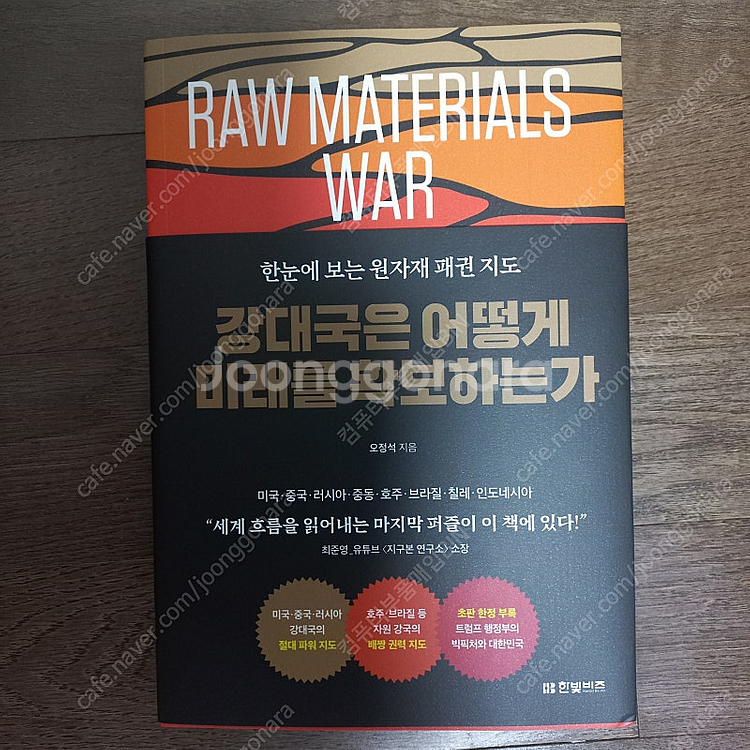 RAW MATERIALS
WAR
한눈에 보는 원자재 패권 지도
강대국은 어떻게
미래를 확보하는가
오정석 지음
미국·중국·러시아·중동·호주·브라질·칠레·인도네시아
“세계 흐름을 읽어내는 마지막 퍼즐이 이 책에 있다!”
최준영_유튜브 〈지구본 연구소〉 소장
미국·중국·러시아
강대국의
절대 파워 지도
호주·브라질 등
자원 강국의
배짱 권력 지도
초판 한정 부록
트럼프 행정부의
빅픽처와 대한민국
HB 한빛비즈
joonggonara
cafe.naver.com/joonggonara